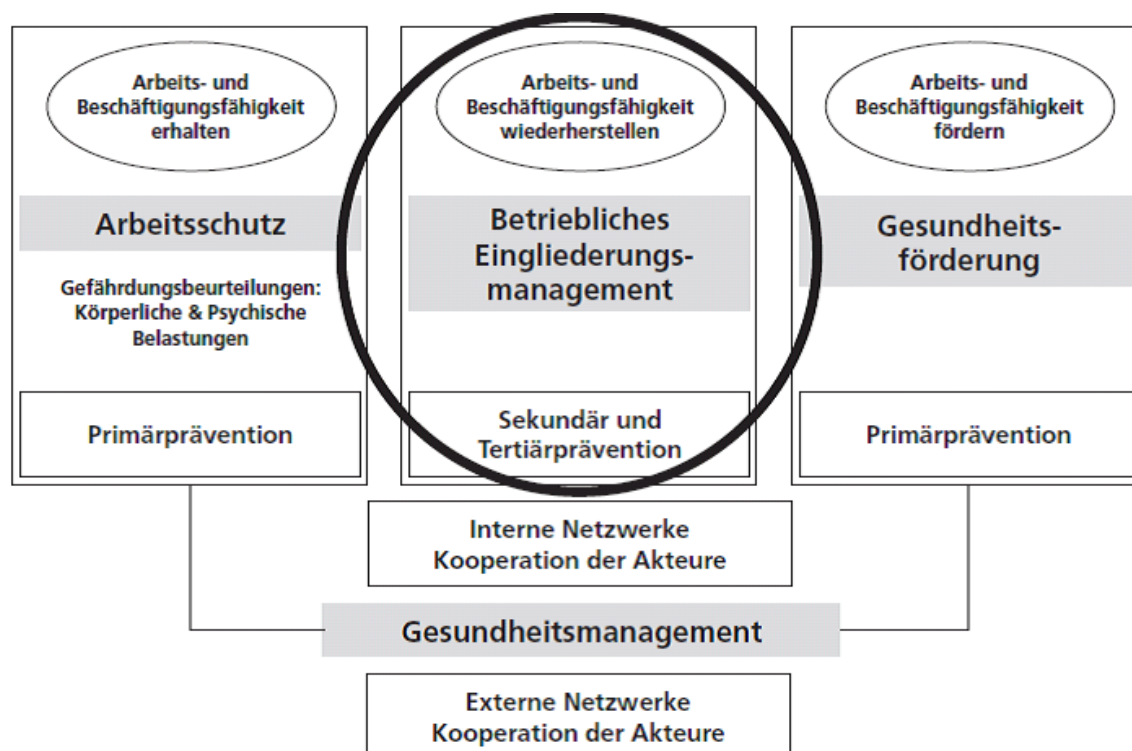 Arbeits- und
Beschäftigungsfähigkeit
erhalten
Arbeitsschutz
Gefährdungsbeurteilungen:
Körperliche & Psychische
Belastungen
Primärprävention
Arbeits- und
Beschäftigungsfähigkeit
wiederherstellen
Betriebliches
Eingliederungs-
management
Sekundär und
Tertiärprävention
Arbeits- und
Beschäftigungsfähigkeit
fördern
Gesundheits-
förderung
Primärprävention
Interne Netzwerke
Kooperation der Akteure
Gesundheitsmanagement
Externe Netzwerke
Kooperation der Akteure